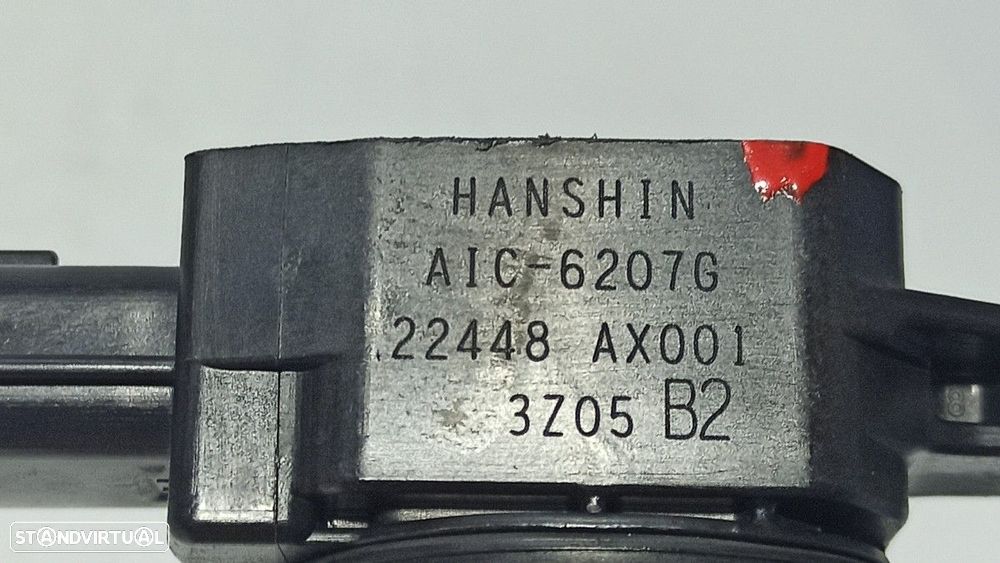 HANSHIN
AIC-6207G
22448 AX001
3Z05 B2
STANDVIRTUAL